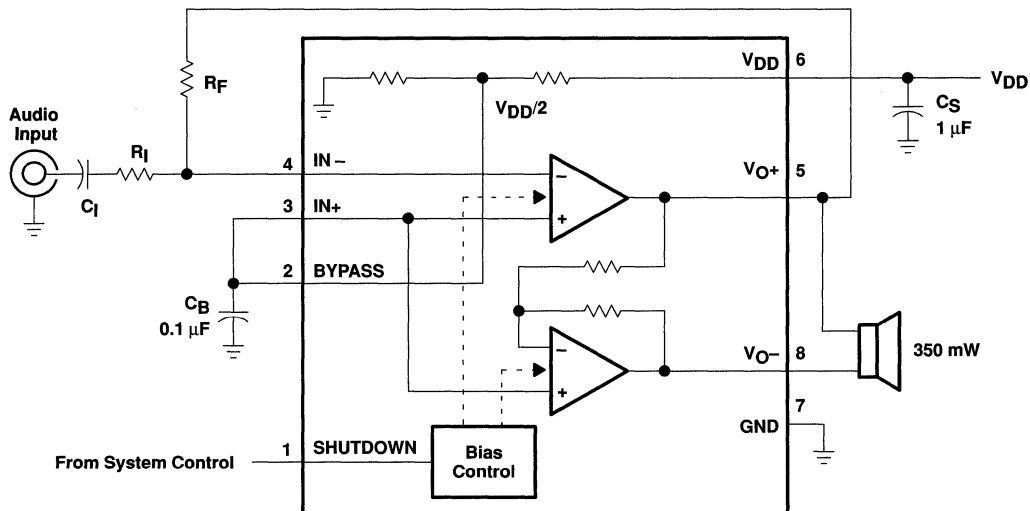 VDD 6
RF
VDD
VDD/2
CS
1 µF
Audio
Input
RI
4 IN –
VO+ 5
CI
3 IN+
2 BYPASS
CB
0.1 µF
VO– 8
350 mW
7
GND
1 SHUTDOWN
From System Control
Bias
Control
–
+
–
+